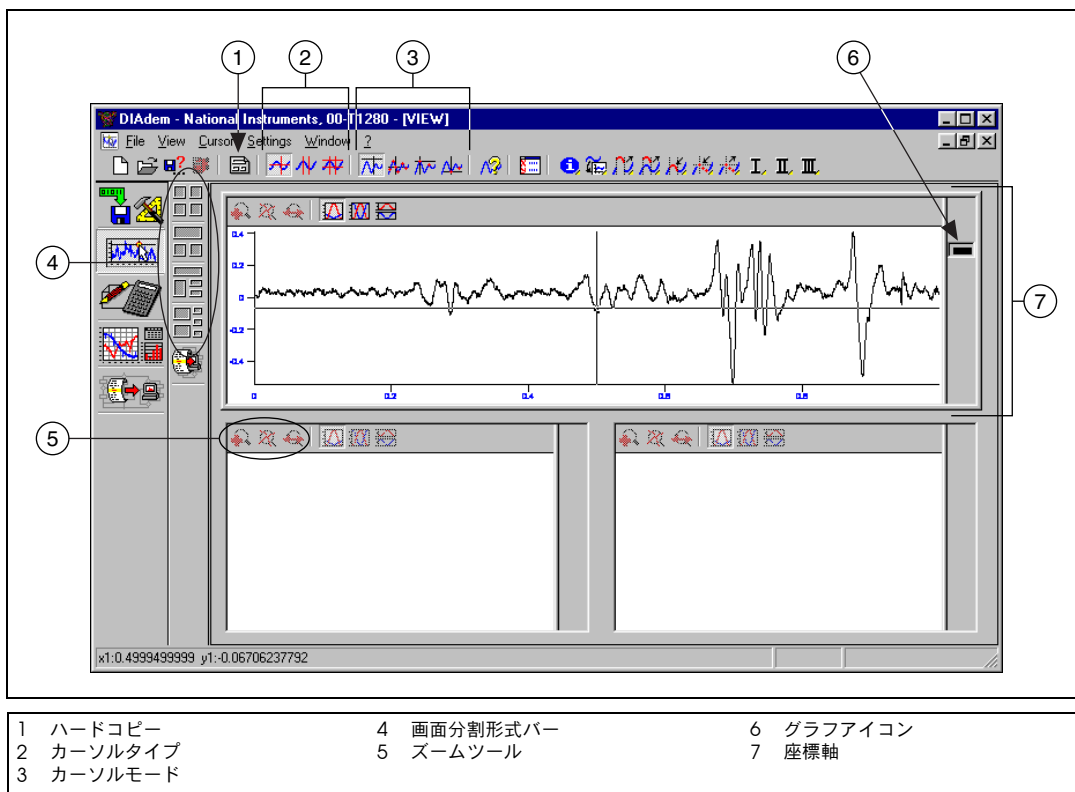 1 2 3 6
DIAdem - National Instruments, 00-T1280 - [VIEW]
File View Cursor Settings Window ?
I II III
4
0.4
0.2
0
-0.2
-0.4
0 0.2 0.4 0.6 0.8
7
5
x1:0.4999499999 y1:-0.06706237792
1 ハードコピー 4 画面分割形式バー 6 グラフアイコン
2 カーソルタイプ 5 ズームツール 7 座標軸
3 カーソルモード